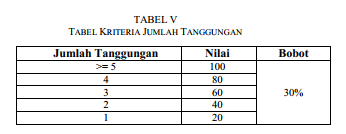 TABEL V
TABEL KRITERIA JUMLAH TANGGUNGAN
Jumlah Tanggungan Nilai Bobot
>= 5 100
4 80
3 60 30%
2 40
1 20